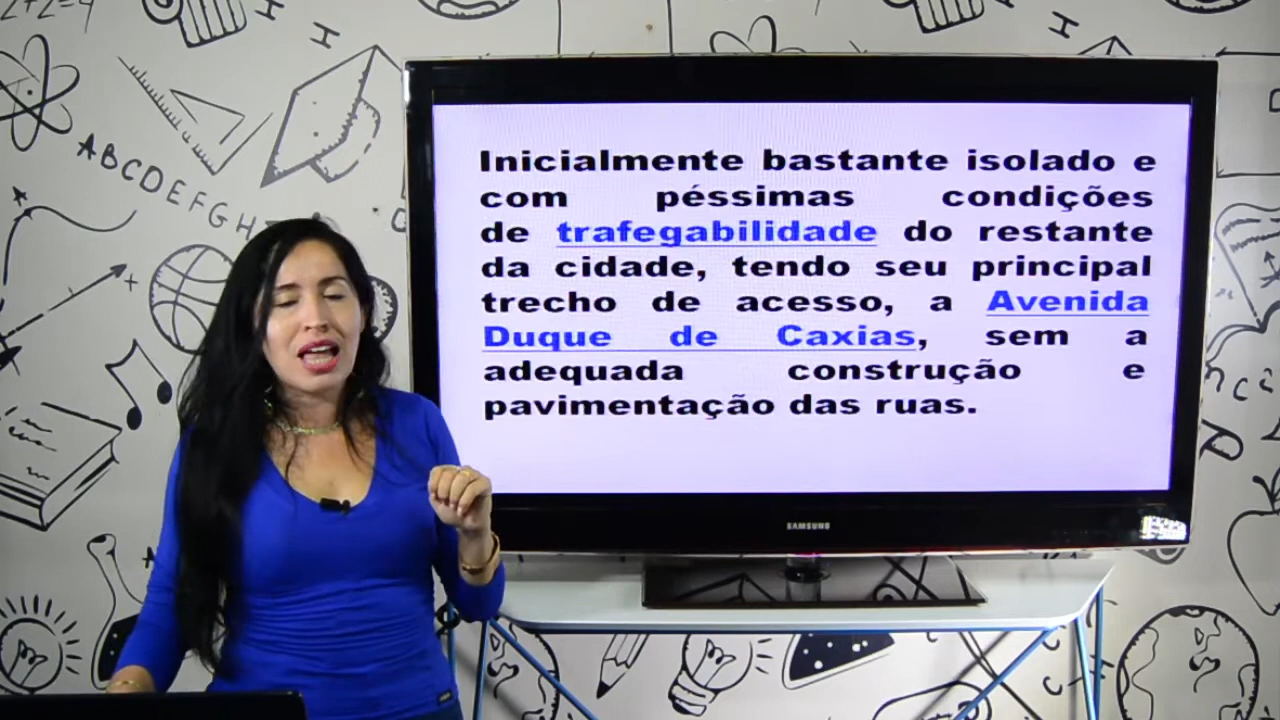 ABCDEFGH
Inicialmente bastante isolado e
com péssimas condições
de trafegabilidade do restante
da cidade, tendo seu principal
trecho de acesso, a Avenida
Duque de Caxias, sem a
adequada construção e
pavimentação das ruas.
SAMSUNG